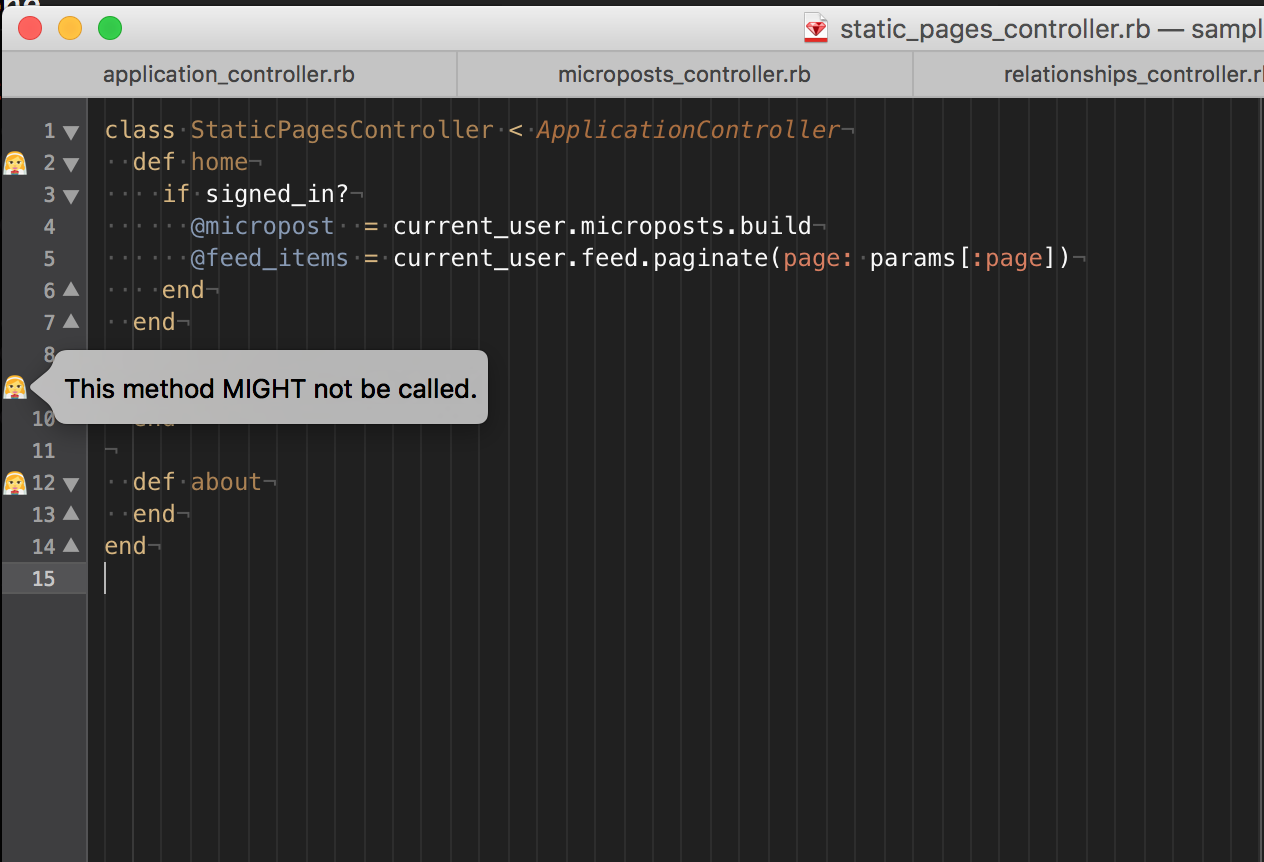 static_pages_controller.rb — sampl
application_controller.rb
microposts_controller.rb
relationships_controller.r
1 class StaticPagesController < ApplicationController
2 def home
3 if signed_in?
4 @micropost = current_user.microposts.build
5 @feed_items = current_user.feed.paginate(page: params[:page])
6 end
7 end
8
This method MIGHT not be called.
10 end
11
12 def about
13 end
14 end
15